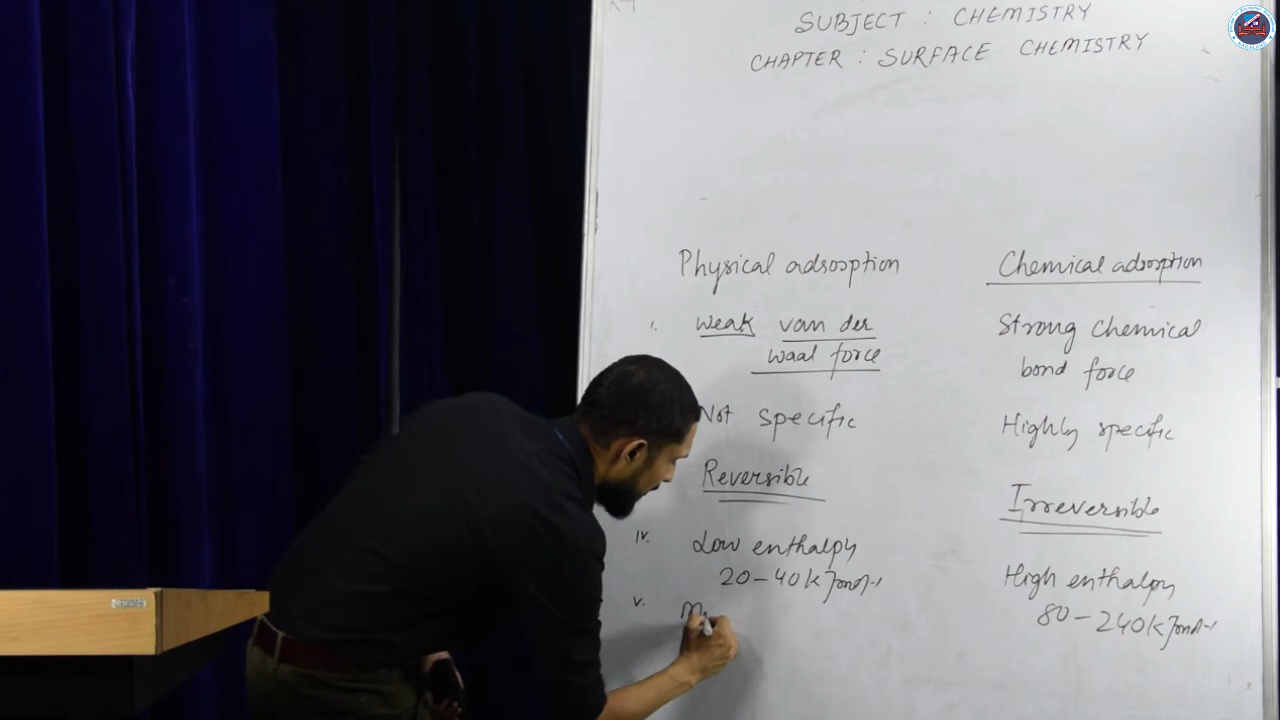 SUBJECT : CHEMISTRY
CHAPTER : SURFACE CHEMISTRY
Physical adsorption
Chemical adsorption
i. weak van der
waal force
Strong chemical
bond force
Not specific
Highly specific
Reversible
Irreversible
iv. Low enthalpy
20-40 kJmol-1
High enthalpy
80-240 kJmol-1
v.